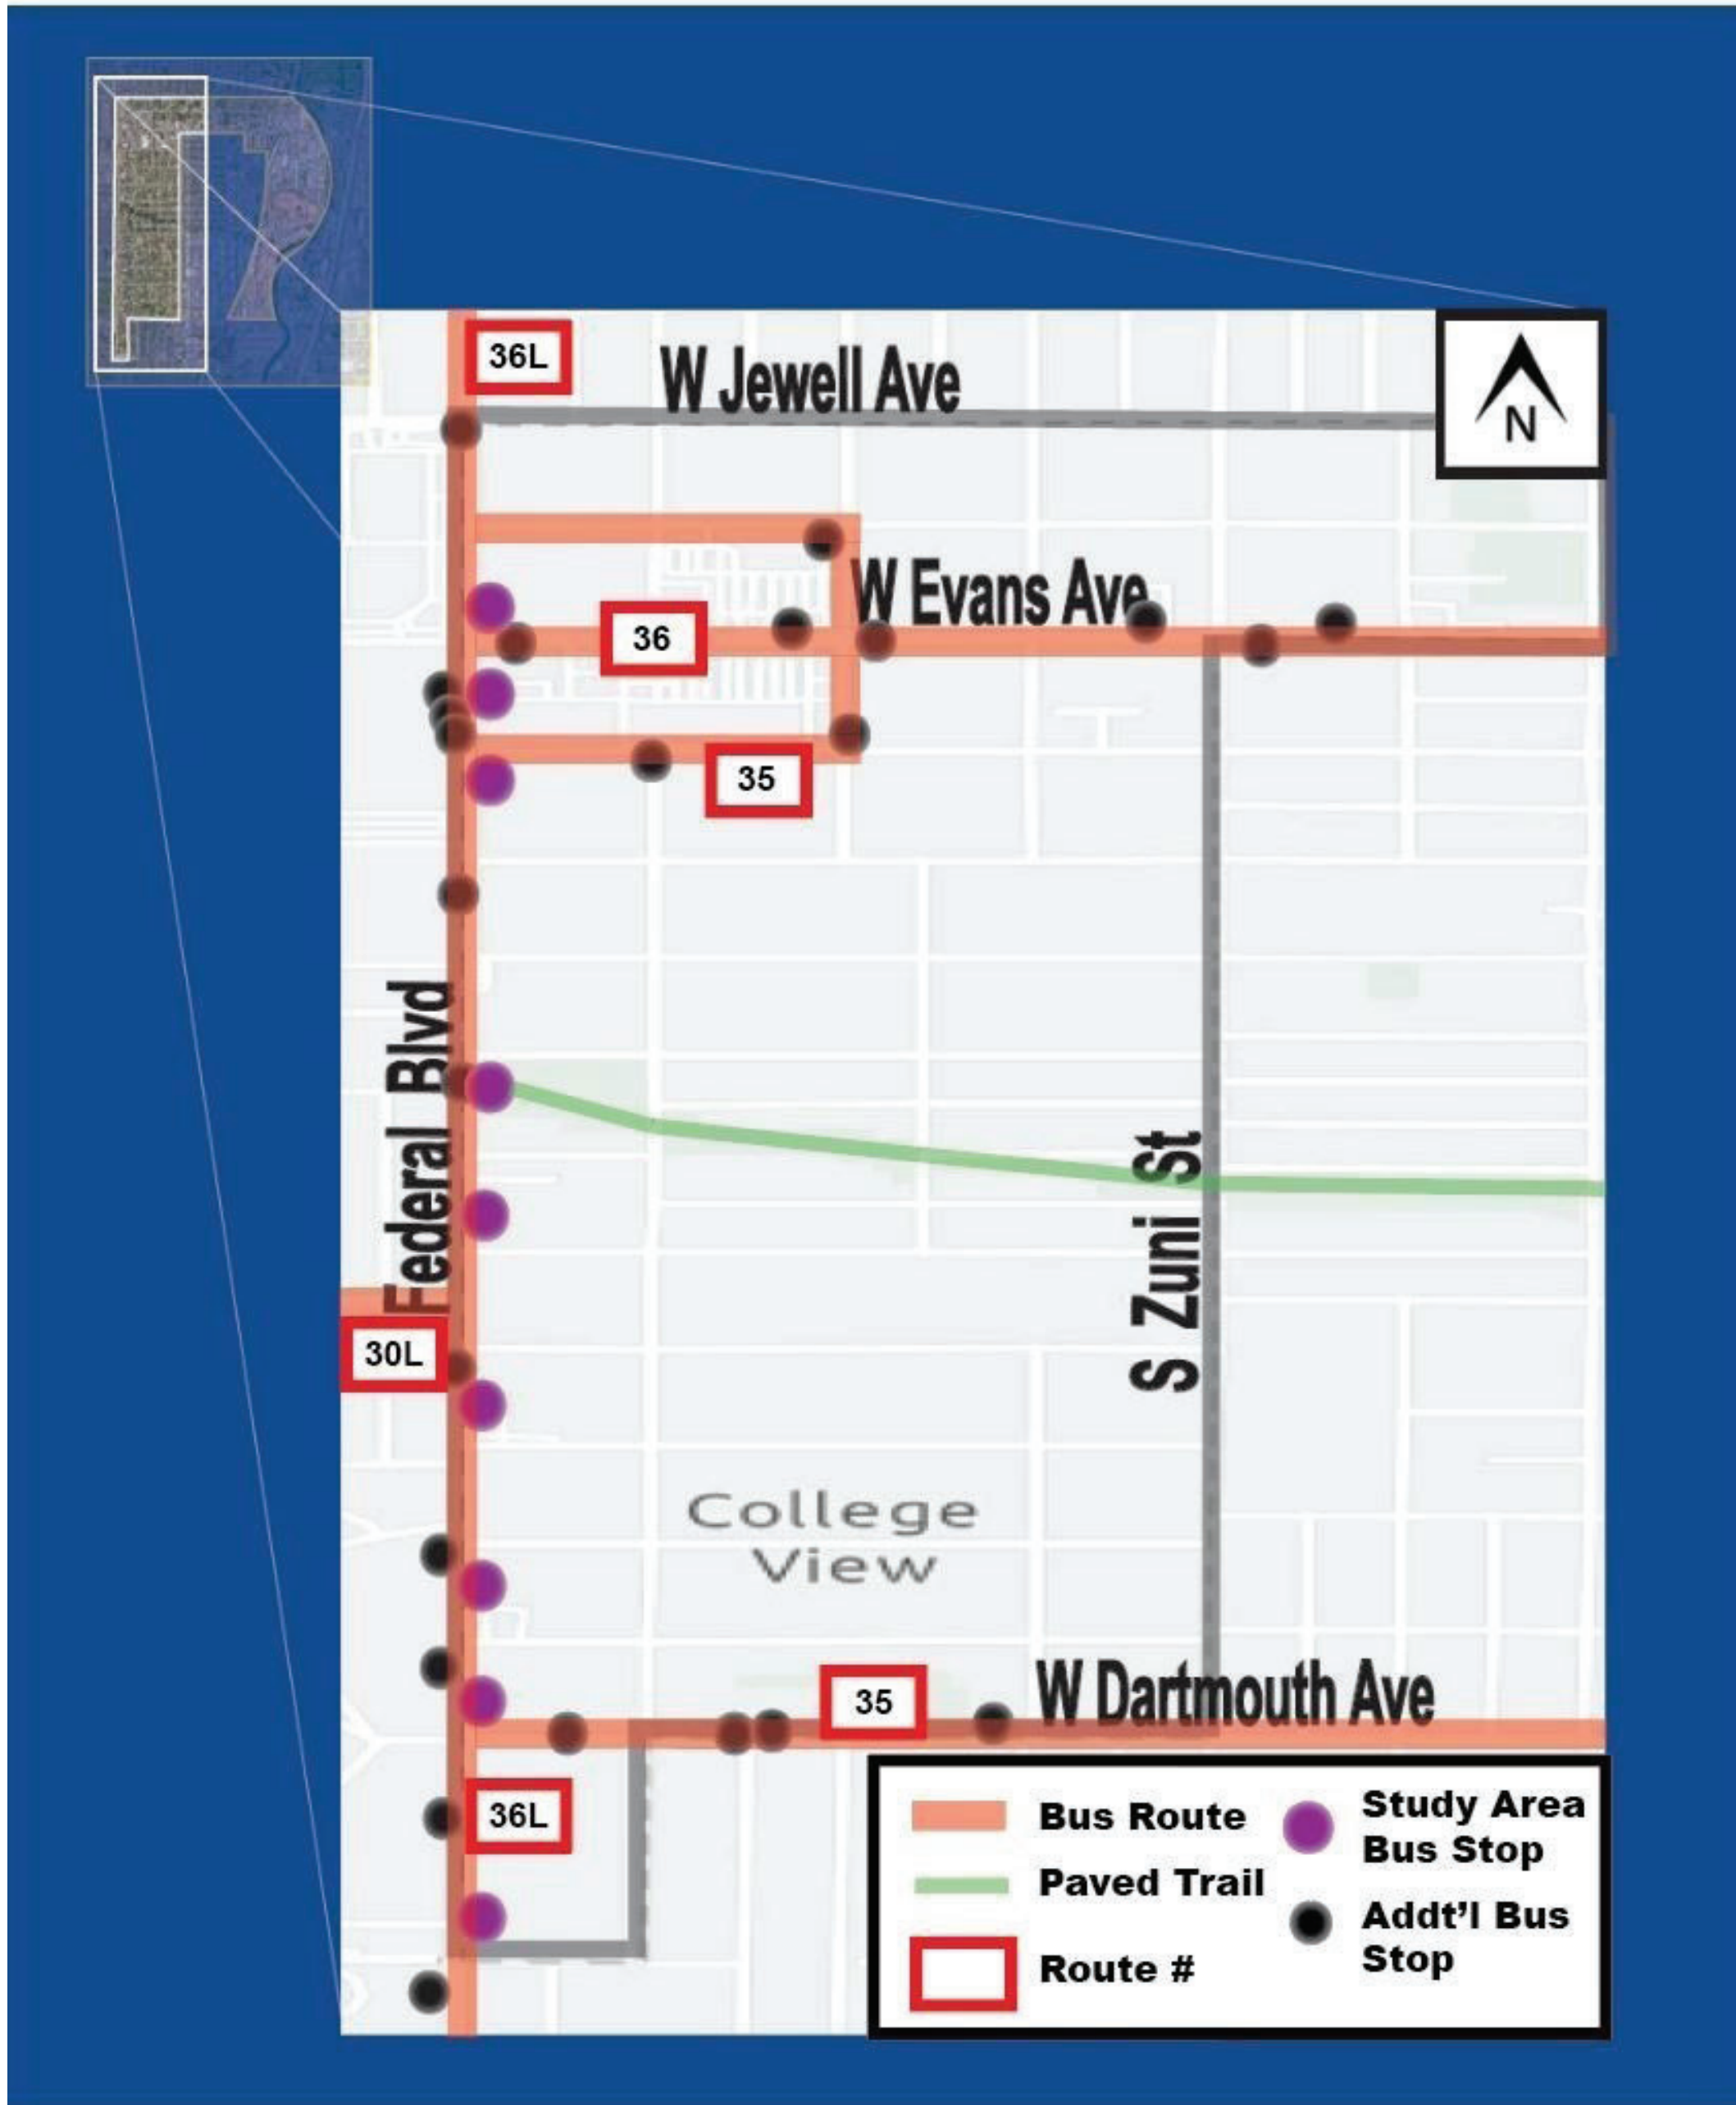 36L
W Jewell Ave
N
W Evans Ave
36
35
Federal Blvd
S Zuni St
30L
College
View
35
W Dartmouth Ave
36L
Bus Route
Paved Trail
Route #
Study Area
Bus Stop
Addt'l Bus
Stop